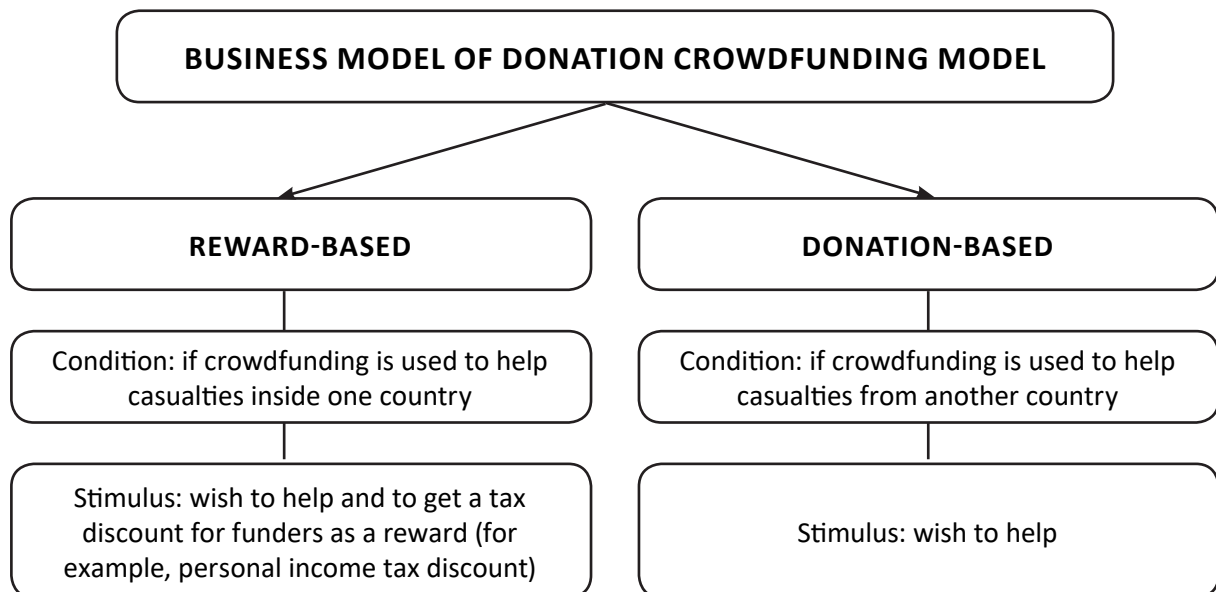 BUSINESS MODEL OF DONATION CROWDFUNDING MODEL
REWARD-BASED
Condition: if crowdfunding is used to help
casualties inside one country
Stimulus: wish to help and to get a tax
discount for funders as a reward (for
example, personal income tax discount)
DONATION-BASED
Condition: if crowdfunding is used to help
casualties from another country
Stimulus: wish to help